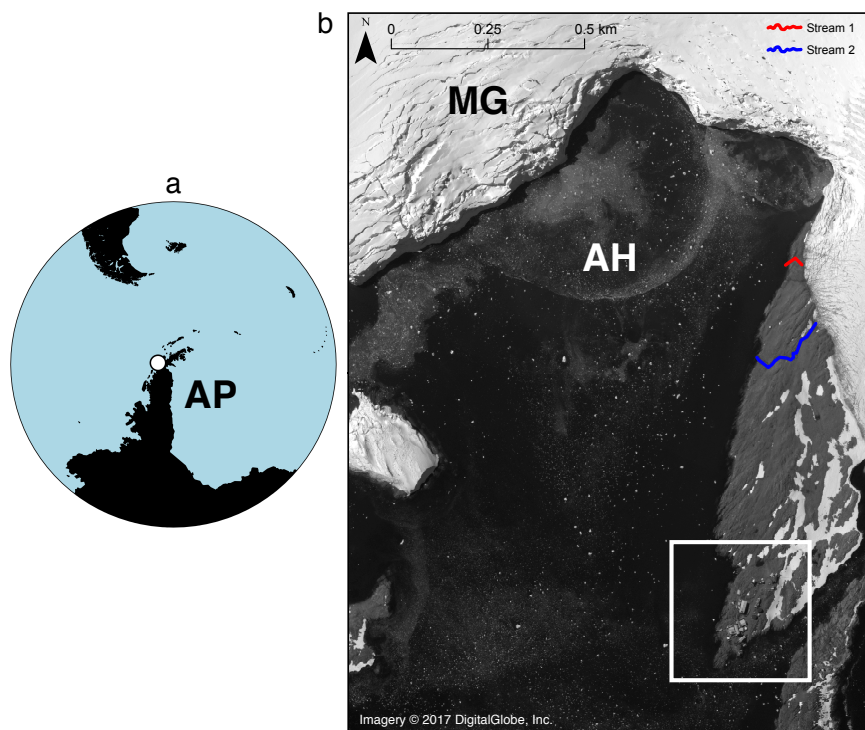 a
AP
b
N
0 0.25 0.5 km
Stream 1
Stream 2
MG
AH
Imagery © 2017 DigitalGlobe, Inc.